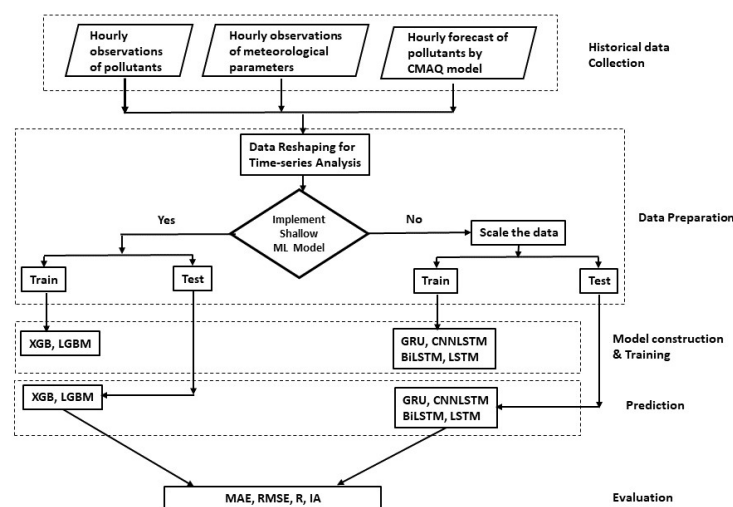 Hourly
observations
of pollutants
Hourly observations
of meteorological
parameters
Hourly forecast of
pollutants by
CMAQ model
Historical data
Collection
Data Reshaping for
Time-series Analysis
Implement
Shallow
ML Model
Yes
No
Scale the data
Data Preparation
Train
Test
Train
Test
XGB, LGBM
GRU, CNNLSTM
BiLSTM, LSTM
Model construction
& Training
XGB, LGBM
GRU, CNNLSTM
BiLSTM, LSTM
Prediction
MAE, RMSE, R, IA
Evaluation